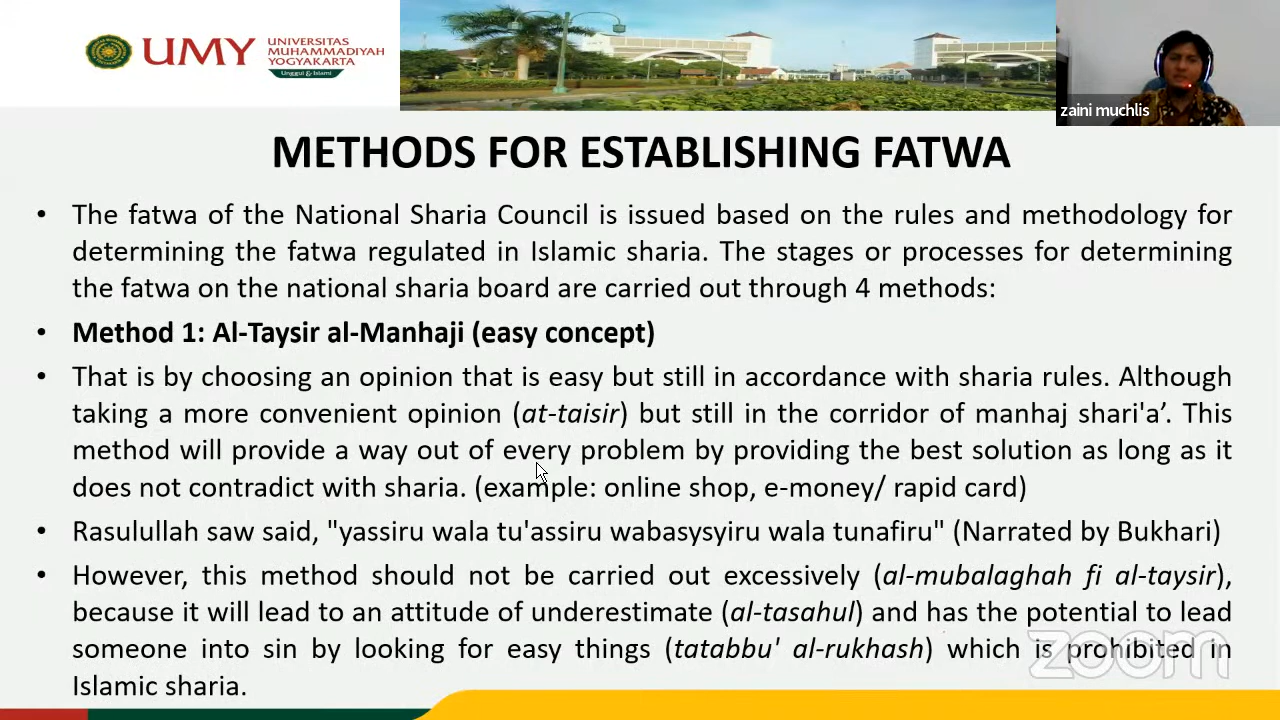 UMY
UNIVERSITAS
MUHAMMADIYAH
YOGYAKARTA
Unggul & Islami
zaini muchlis
METHODS FOR ESTABLISHING FATWA
• The fatwa of the National Sharia Council is issued based on the rules and methodology for
determining the fatwa regulated in Islamic sharia. The stages or processes for determining
the fatwa on the national sharia board are carried out through 4 methods:
• Method 1: Al-Taysir al-Manhaji (easy concept)
• That is by choosing an opinion that is easy but still in accordance with sharia rules. Although
taking a more convenient opinion (at-taisir) but still in the corridor of manhaj shari'a’. This
method will provide a way out of every problem by providing the best solution as long as it
does not contradict with sharia. (example: online shop, e-money/ rapid card)
• Rasulullah saw said, "yassiru wala tu'assiru wabasysyiru wala tunafiru" (Narrated by Bukhari)
• However, this method should not be carried out excessively (al-mubalaghah fi al-taysir),
because it will lead to an attitude of underestimate (al-tasahul) and has the potential to lead
someone into sin by looking for easy things (tatabbu' al-rukhash) which is prohibited in
Islamic sharia.
zoom